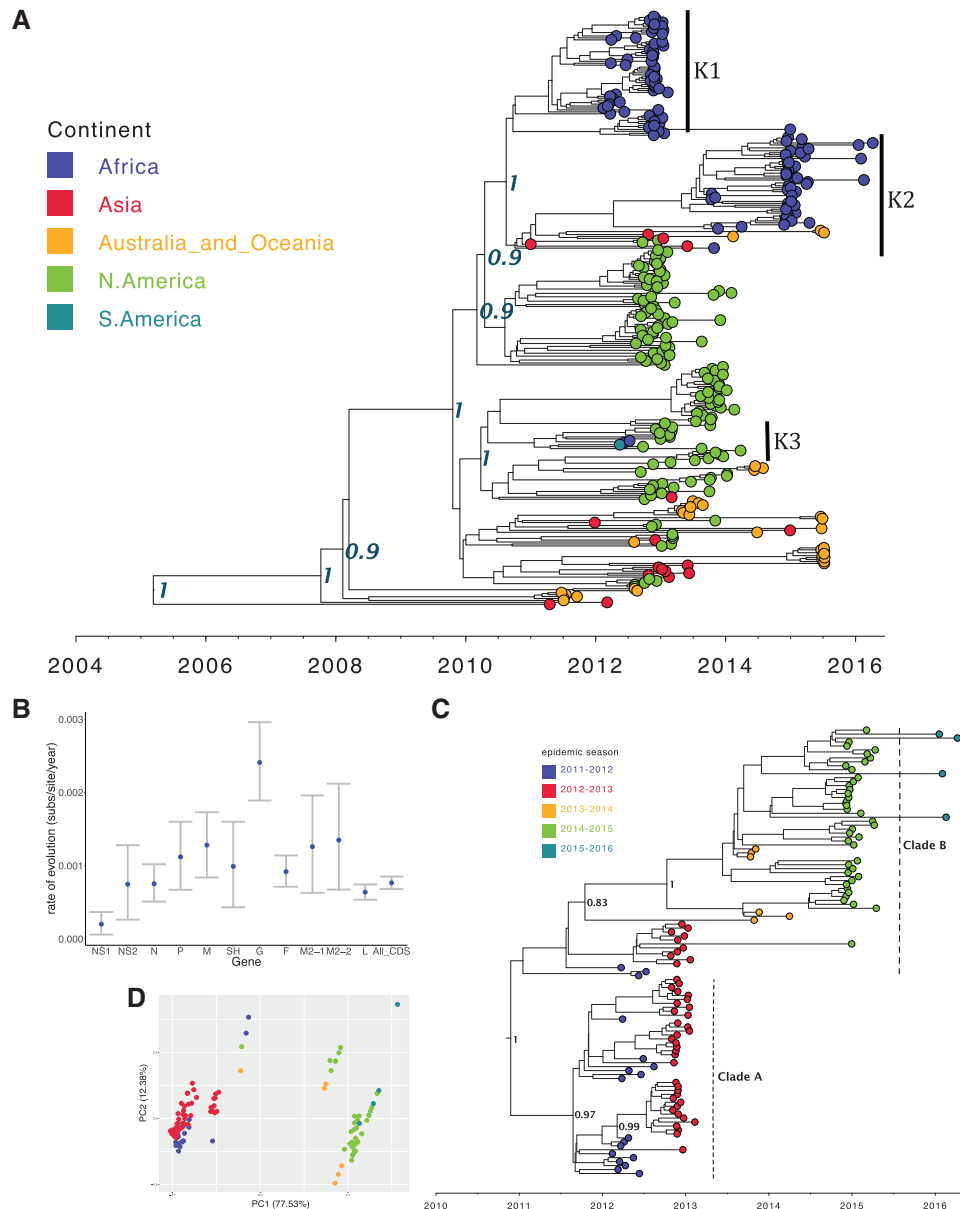 A
Continent
Africa
Asia
Australia_and_Oceania
N.America
S.America
K1
K2
K3
1
0.9
0.9
1
1
0.9
1
1
2004 2006 2008 2010 2012 2014 2016
B
rate of evolution (subs/site/year)
0.003
0.002
0.001
0.000
NS1 NS2 N P M SH G F M2–1 M2–2 L All_CDS
Gene
C
epidemic season
2011-2012
2012-2013
2013-2014
2014-2015
2015-2016
Clade B
Clade A
1
0.83
1
0.97
0.99
2010 2011 2012 2013 2014 2015 2016
D
PC2 (12.38%)
PC1 (77.53%)